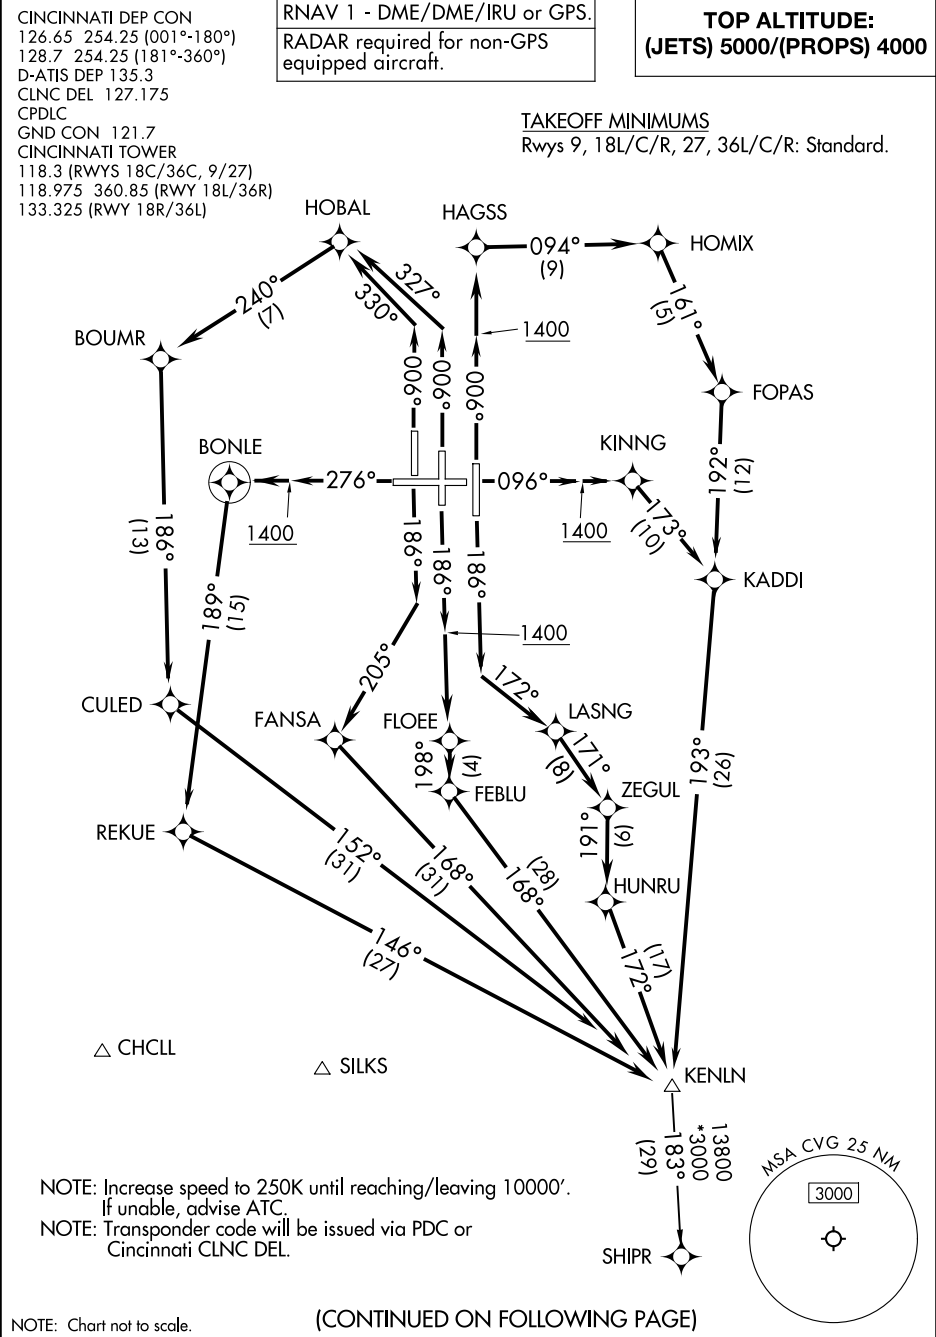 CINCINNATI DEP CON
126.65 254.25 (001°-180°)
128.7 254.25 (181°-360°)
D-ATIS DEP 135.3
CLNC DEL 127.175
CPDLC
GND CON 121.7
CINCINNATI TOWER
118.3 (RWYS 18C/36C, 9/27)
118.975 360.85 (RWY 18L/36R)
133.325 (RWY 18R/36L)
RNAV 1 - DME/DME/IRU or GPS.
RADAR required for non-GPS
equipped aircraft.
TOP ALTITUDE:
(JETS) 5000/(PROPS) 4000
TAKEOFF MINIMUMS
Rwys 9, 18L/C/R, 27, 36L/C/R: Standard.
HOBAL
HAGSS
HOMIX
094°
(9)
240°
(7)
330°
327°
161°
(5)
1400
BOUMR
006°
006°
006°
FOPAS
BONLE
KINNG
192°
(12)
276°
096°
1400
1400
173°
(10)
189°
(13)
186°
186°
186°
KADDI
189°
(15)
1400
205°
172°
CULED
FANSA
FLOEE
LASNG
198°
(4)
171°
(8)
193°
(26)
FEBLU
ZEGUL
REKUE
191°
(6)
152°
(31)
168°
(31)
(28)
168°
HUNRU
146°
(27)
(17)
172°
CHCLL
SILKS
KENLN
13800
*3000
183°
(29)
MSA CVG 25 NM
3000
NOTE: Increase speed to 250K until reaching/leaving 10000'.
If unable, advise ATC.
NOTE: Transponder code will be issued via PDC or
Cincinnati CLNC DEL.
SHIPR
NOTE: Chart not to scale.
(CONTINUED ON FOLLOWING PAGE)